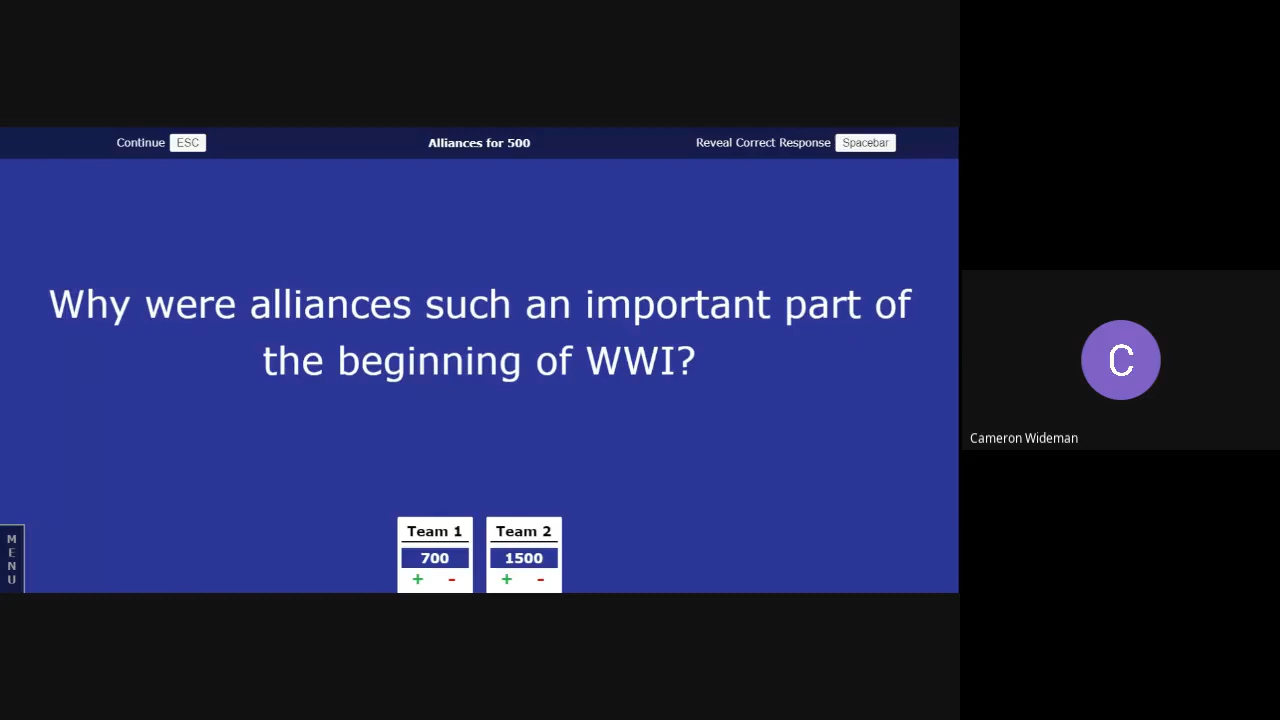 Continue ESC Alliances for 500 Reveal Correct Response Spacebar
Why were alliances such an important part of
the beginning of WWI?
C
Cameron Wideman
MENU
Team 1 Team 2
700 1500
+ - + -